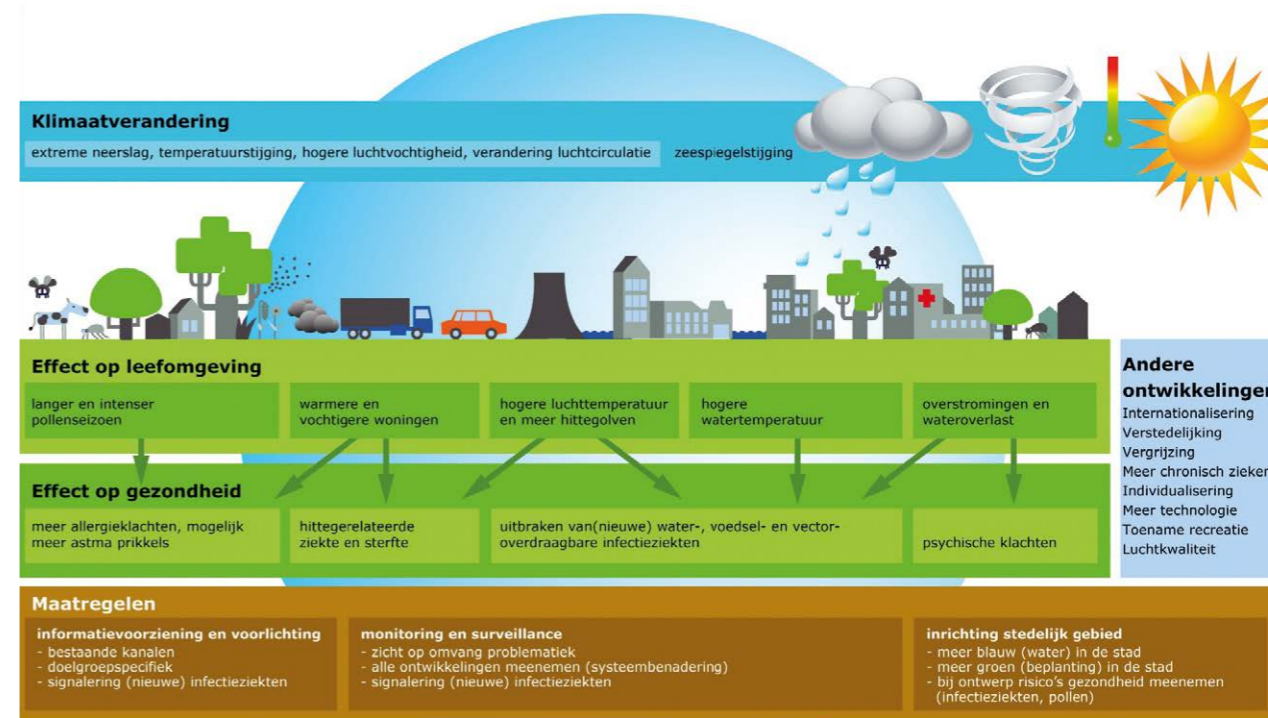 Klimaatverandering
extreme neerslag, temperatuurstijging, hogere luchtvochtigheid, verandering luchtcirculatie zeespiegelstijging
Effect op leefomgeving
langer en intenser
pollenseizoen
warmere en
vochtigere woningen
hogere luchttemperatuur
en meer hittegolven
hogere
watertemperatuur
overstromingen en
wateroverlast
Effect op gezondheid
meer allergieklachten, mogelijk
meer astma prikkels
hittegerelateerde
ziekte en sterfte
uitbraken van(nieuwe) water-, voedsel- en vector-
overdraagbare infectieziekten
psychische klachten
Andere
ontwikkelingen
Internationalisering
Verstedelijking
Vergrijzing
Meer chronisch zieken
Individualisering
Meer technologie
Toename recreatie
Luchtkwaliteit
Maatregelen
informatievoorziening en voorlichting
- bestaande kanalen
- doelgroepspecifiek
- signalering (nieuwe) infectieziekten
monitoring en surveillance
- zicht op omvang problematiek
- alle ontwikkelingen meenemen (systeembenadering)
- signalering (nieuwe) infectieziekten
inrichting stedelijk gebied
- meer blauw (water) in de stad
- meer groen (beplanting) in de stad
- bij ontwerp risico's gezondheid meenemen
(infectieziekten, pollen)